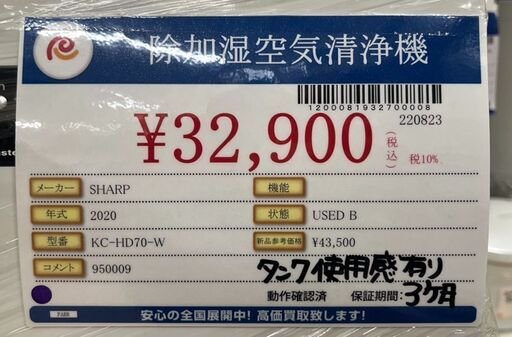 除加湿空気清浄機
1200081932700008
220823
¥32,900 (税込) 税10%
メーカー SHARP 機能
年式 2020 状態 USED B
型番 KC-HD70-W 新品参考価格 ¥43,500
コメント 950009
タンク使用感有り
動作確認済 保証期間: 3ヶ月
安心の全国展開中! 高価買取致します!